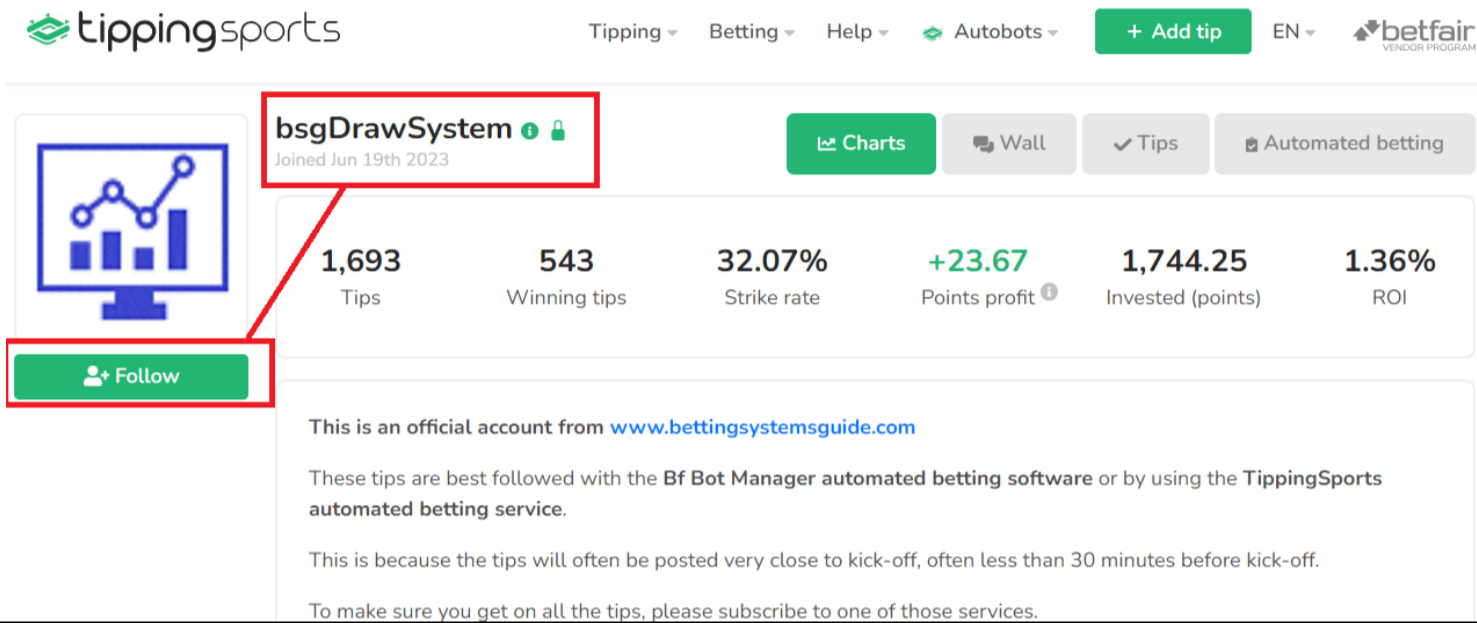 tippingsports
Tipping Betting Help Autobots + Add tip EN betfair
VENDOR PROGRAM
bsgDrawSystem
Joined Jun 19th 2023
Charts Wall Tips Automated betting
1,693 543 32.07% +23.67 1,744.25 1.36%
Tips Winning tips Strike rate Points profit Invested (points) ROI
Follow
This is an official account from www.bettingsystemsguide.com
These tips are best followed with the Bf Bot Manager automated betting software or by using the TippingSports
automated betting service.
This is because the tips will often be posted very close to kick-off, often less than 30 minutes before kick-off.
To make sure you get on all the tips, please subscribe to one of those services.